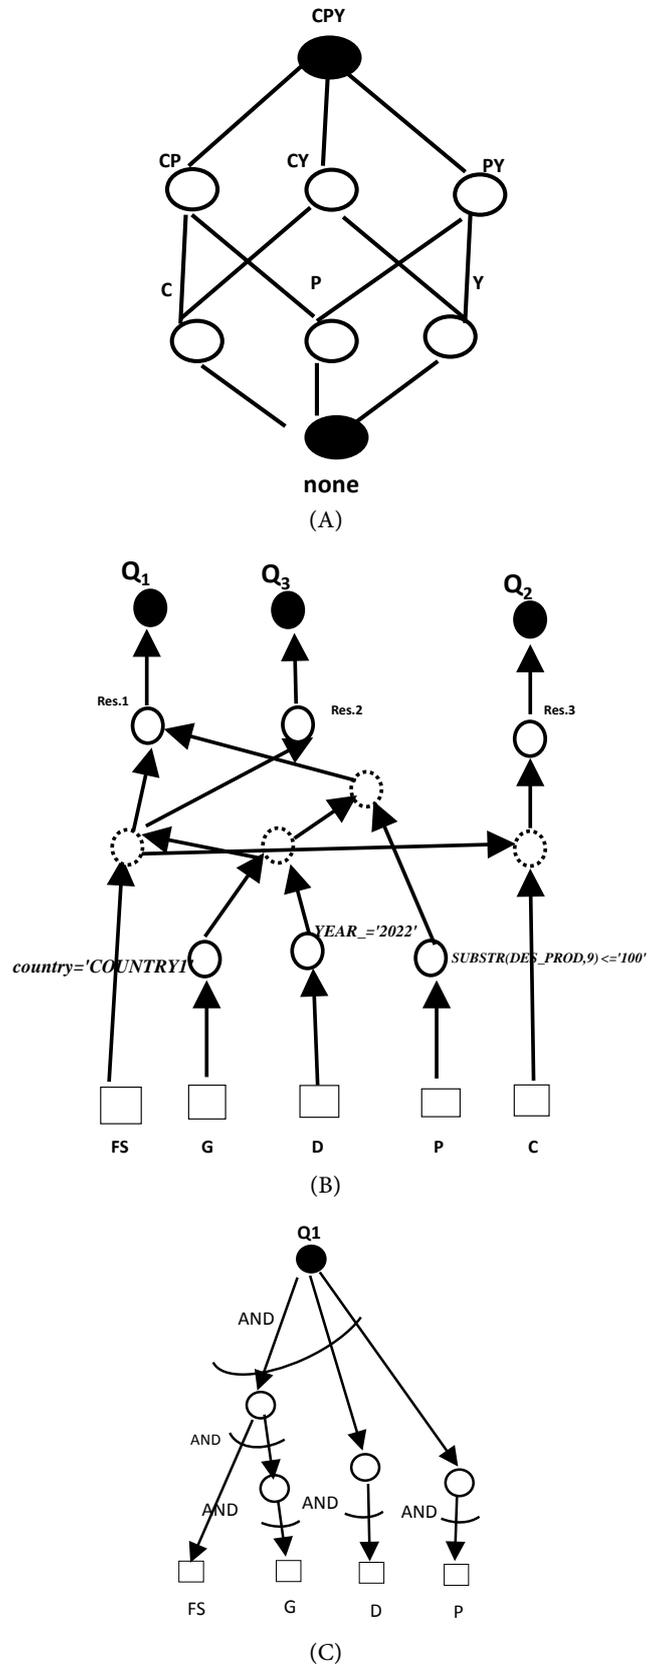 CPY
CP CY PY
C P Y
none
(A)
Q1 Q3 Q2
Res.1 Res.2 Res.3
YEAR_='2022'
country='COUNTRY1' SUBSTR(DES_PROD,9)<='100'
FS G D P C
(B)
Q1
AND
AND
AND AND AND
FS G D P
(C)